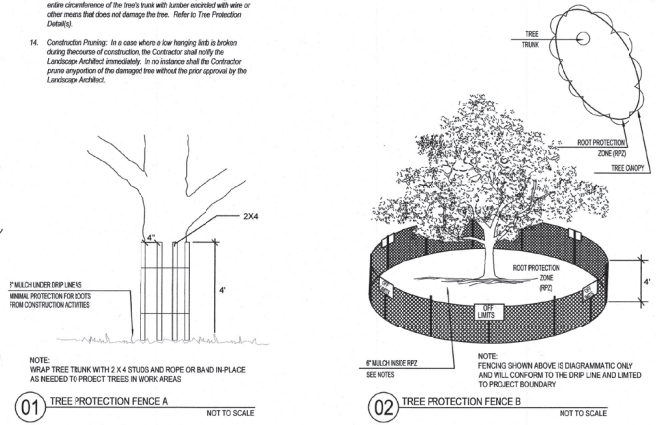 entire circumference of the tree's trunk with lumber encircled with wire or
other means that does not damage the tree. Refer to Tree Protection
Detail(s).
14. Construction Pruning: In a case where a low hanging limb is broken
during thecourse of construction, the Contractor shall notify the
Landscape Architect immediately. In no instance shall the Contractor
prune anyportion of the damaged tree without the prior approval by the
Landscape Architect.
2X4
4"
4'
MULCH UNDER DRIP LINE AS
MINIMAL PROTECTION FOR ROOTS
FROM CONSTRUCTION ACTIVITIES
NOTE:
WRAP TREE TRUNK WITH 2 X 4 STUDS AND ROPE OR BAND IN-PLACE
AS NEEDED TO PROECT TREES IN WORK AREAS
01 TREE PROTECTION FENCE A
NOT TO SCALE
TREE
TRUNK
ROOT PROTECTION
ZONE (RPZ)
TREE CANOPY
ROOT PROTECTION
ZONE
(RPZ)
4'
OFF
LIMITS
6" MULCH INSIDE RPZ
SEE NOTES
NOTE:
FENCING SHOWN ABOVE IS DIAGRAMMATIC ONLY
AND WILL CONFORM TO THE DRIP LINE AND LIMTED
TO PROJECT BOUNDARY
02 TREE PROTECTION FENCE B
NOT TO SCALE